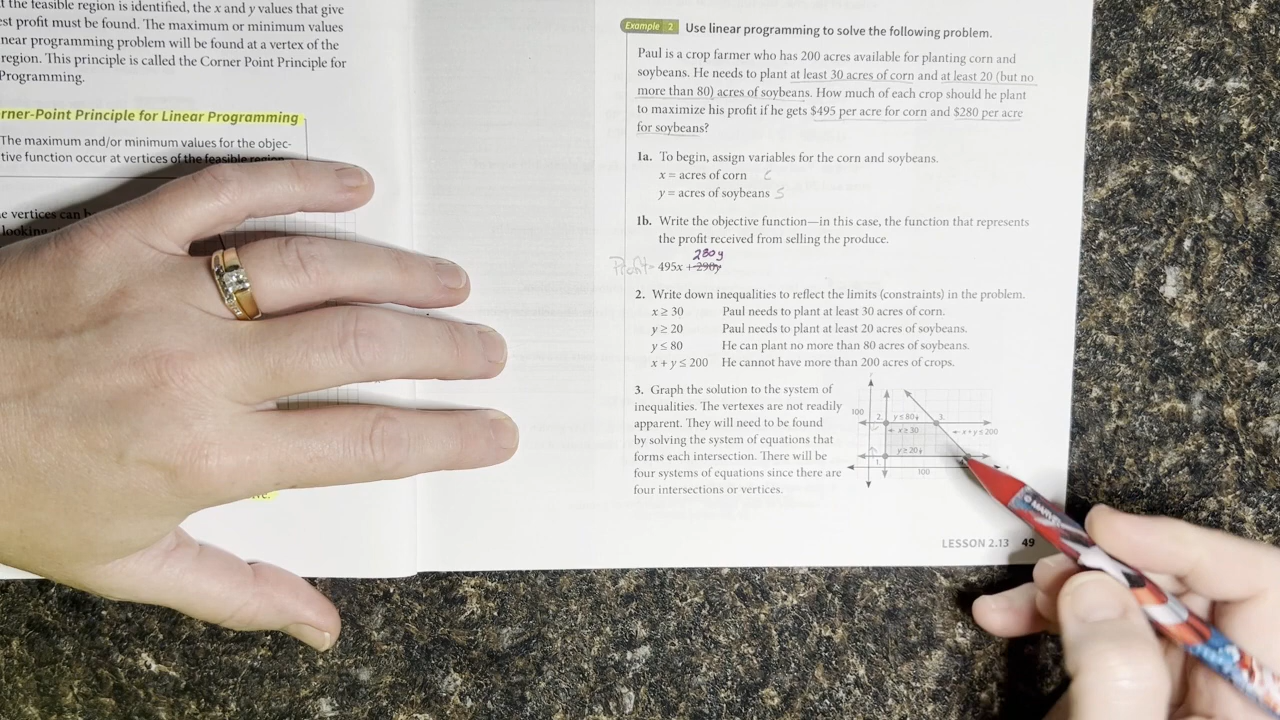 the feasible region is identified, the x and y values that give
est profit must be found. The maximum or minimum values
near programming problem will be found at a vertex of the
region. This principle is called the Corner Point Principle for
Programming.
rner-Point Principle for Linear Programming
The maximum and/or minimum values for the objec-
tive function occur at vertices of the feasible region
e vertices can
looking
Example 2 Use linear programming to solve the following problem.
Paul is a crop farmer who has 200 acres available for planting corn and
soybeans. He needs to plant at least 30 acres of corn and at least 20 (but no
more than 80) acres of soybeans. How much of each crop should he plant
to maximize his profit if he gets $495 per acre for corn and $280 per acre
for soybeans?
1a. To begin, assign variables for the corn and soybeans.
x = acres of corn C
y = acres of soybeans S
1b. Write the objective function—in this case, the function that represents
the profit received from selling the produce.
280y
Profit= 495x + 290y
2. Write down inequalities to reflect the limits (constraints) in the problem.
x ≥ 30 Paul needs to plant at least 30 acres of corn.
y ≥ 20 Paul needs to plant at least 20 acres of soybeans.
y ≤ 80 He can plant no more than 80 acres of soybeans.
x + y ≤ 200 He cannot have more than 200 acres of crops.
3. Graph the solution to the system of
inequalities. The vertexes are not readily
apparent. They will need to be found
by solving the system of equations that
forms each intersection. There will be
four systems of equations since there are
four intersections or vertices.
y
100 2. y ≤ 80 3.
x ≥ 30 x + y ≤ 200
y ≥ 20
1.
100
LESSON 2.13 49
MARVEL